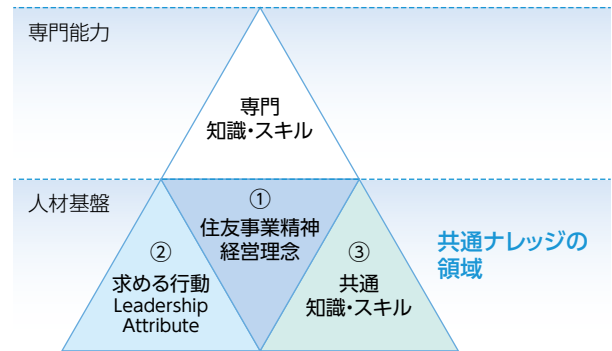 専門能力
専門
知識・スキル
人材基盤
①
住友事業精神
経営理念
②
求める行動
Leadership
Attribute
③
共通
知識・スキル
共通ナレッジの
領域